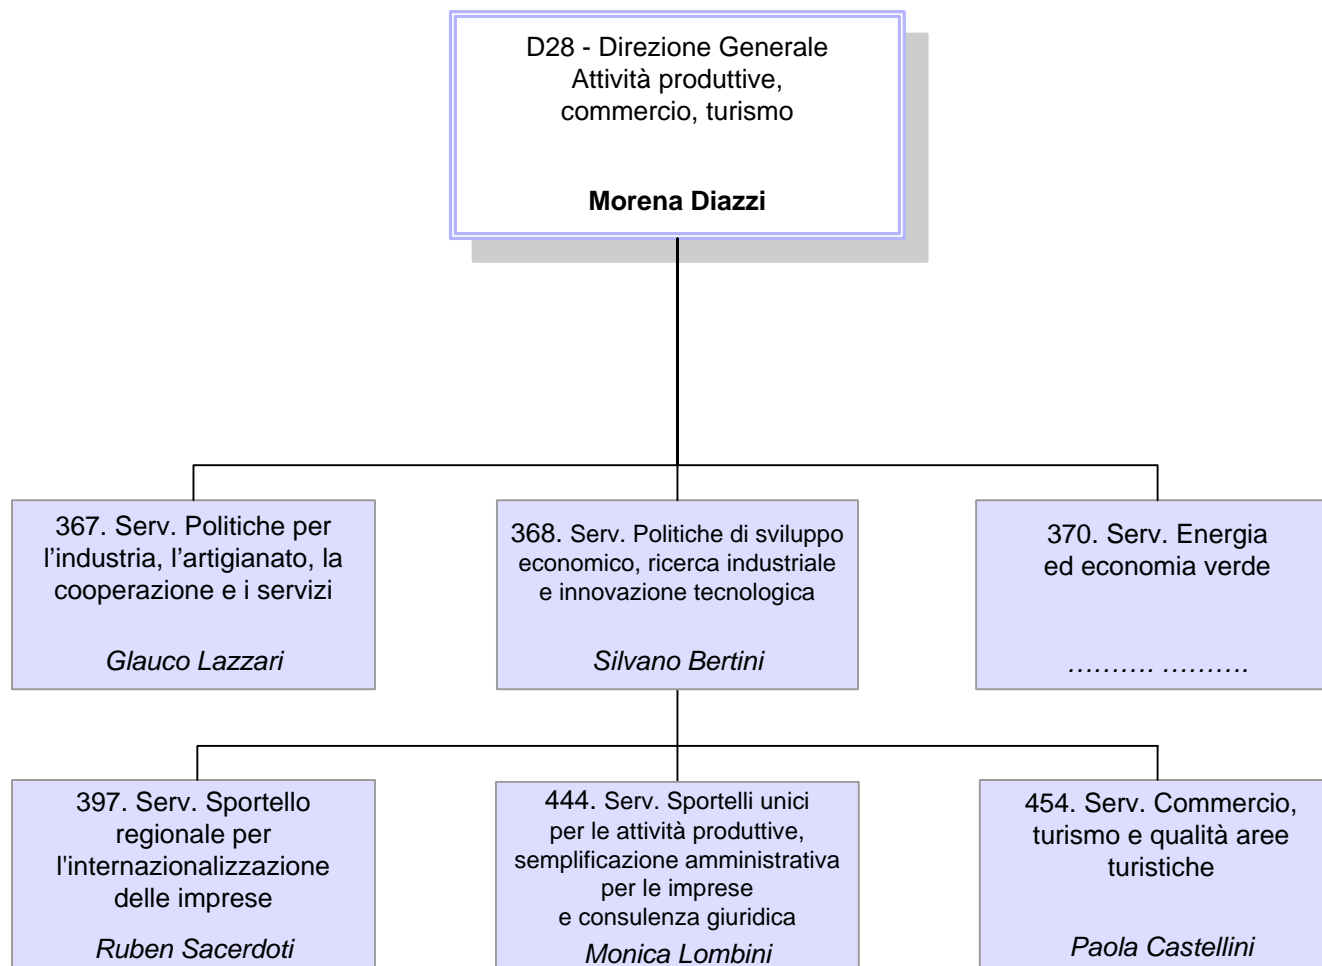 D28 - Direzione Generale
Attività produttive,
commercio, turismo
Morena Diazzi
367. Serv. Politiche per
l’industria, l’artigianato, la
cooperazione e i servizi
Glauco Lazzari
368. Serv. Politiche di sviluppo
economico, ricerca industriale
e innovazione tecnologica
Silvano Bertini
370. Serv. Energia
ed economia verde
………. ……….
397. Serv. Sportello
regionale per
l'internazionalizzazione
delle imprese
Ruben Sacerdoti
444. Serv. Sportelli unici
per le attività produttive,
semplificazione amministrativa
per le imprese
e consulenza giuridica
Monica Lombini
454. Serv. Commercio,
turismo e qualità aree
turistiche
Paola Castellini